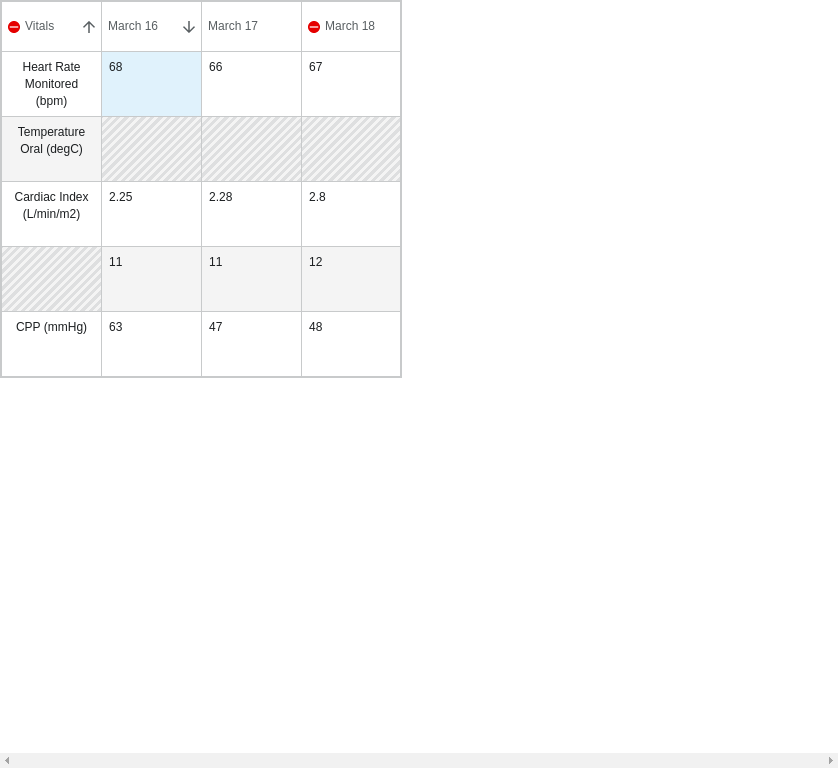 Vitals March 16 March 17 March 18
Heart Rate 68 66 67
Monitored
(bpm)
Temperature
Oral (degC)
Cardiac Index 2.25 2.28 2.8
(L/min/m2)
11 11 12
CPP (mmHg) 63 47 48